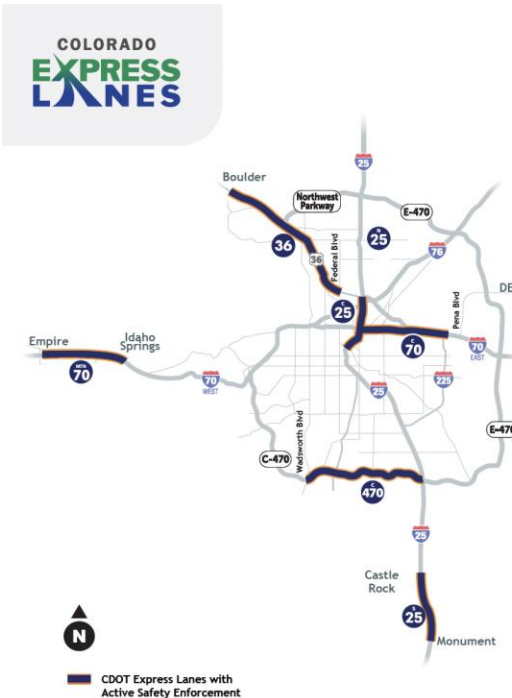 COLORADO
EXPRESS
LANES
25
Boulder
Northwest
Parkway
E-470
36
Federal Blvd
N
25
76
36
C
25
Pena Blvd
DE
Empire
Idaho
Springs
MTN
70
C
70
70
EAST
70
WEST
25
225
Wadsworth Blvd
E-470
C-470
C
470
25
Castle
Rock
S
25
Monument
N
CDOT Express Lanes with
Active Safety Enforcement